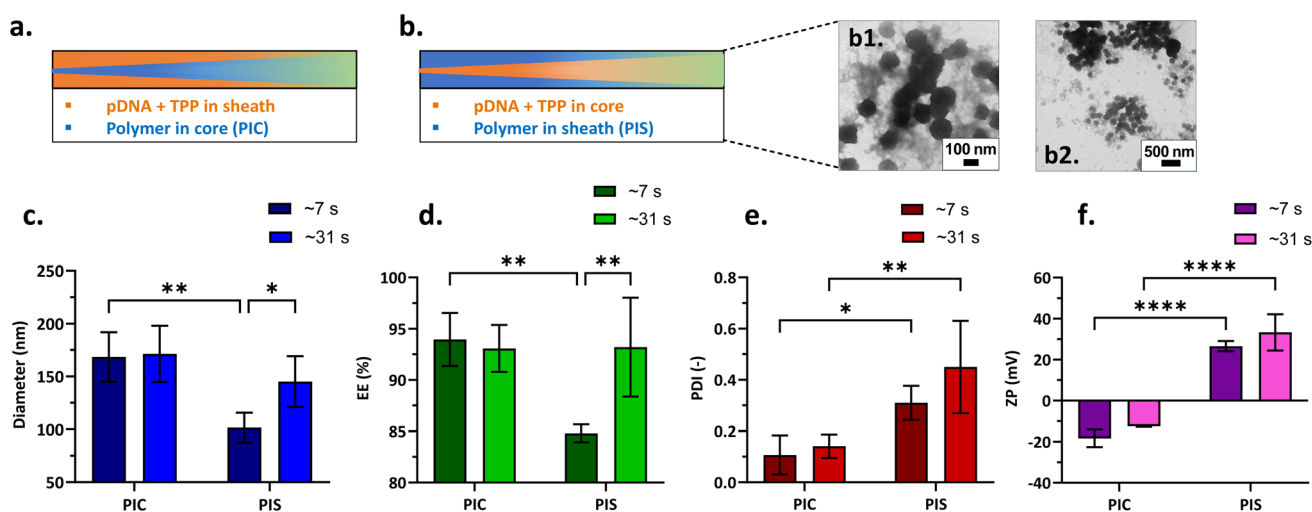 a.
b.
b1.
b2.
pDNA + TPP in sheath
Polymer in core (PIC)
pDNA + TPP in core
Polymer in sheath (PIS)
100 nm
500 nm
c.
~7 s
~31 s
**
*
Diameter (nm)
250
200
150
100
50
PIC
PIS
d.
~7 s
~31 s
**
**
EE (%)
100
95
90
85
80
PIC
PIS
e.
~7 s
~31 s
**
*
PDI (-)
0.8
0.6
0.4
0.2
0.0
PIC
PIS
f.
~7 s
~31 s
****
****
ZP (mV)
60
40
20
0
-20
-40
PIC
PIS